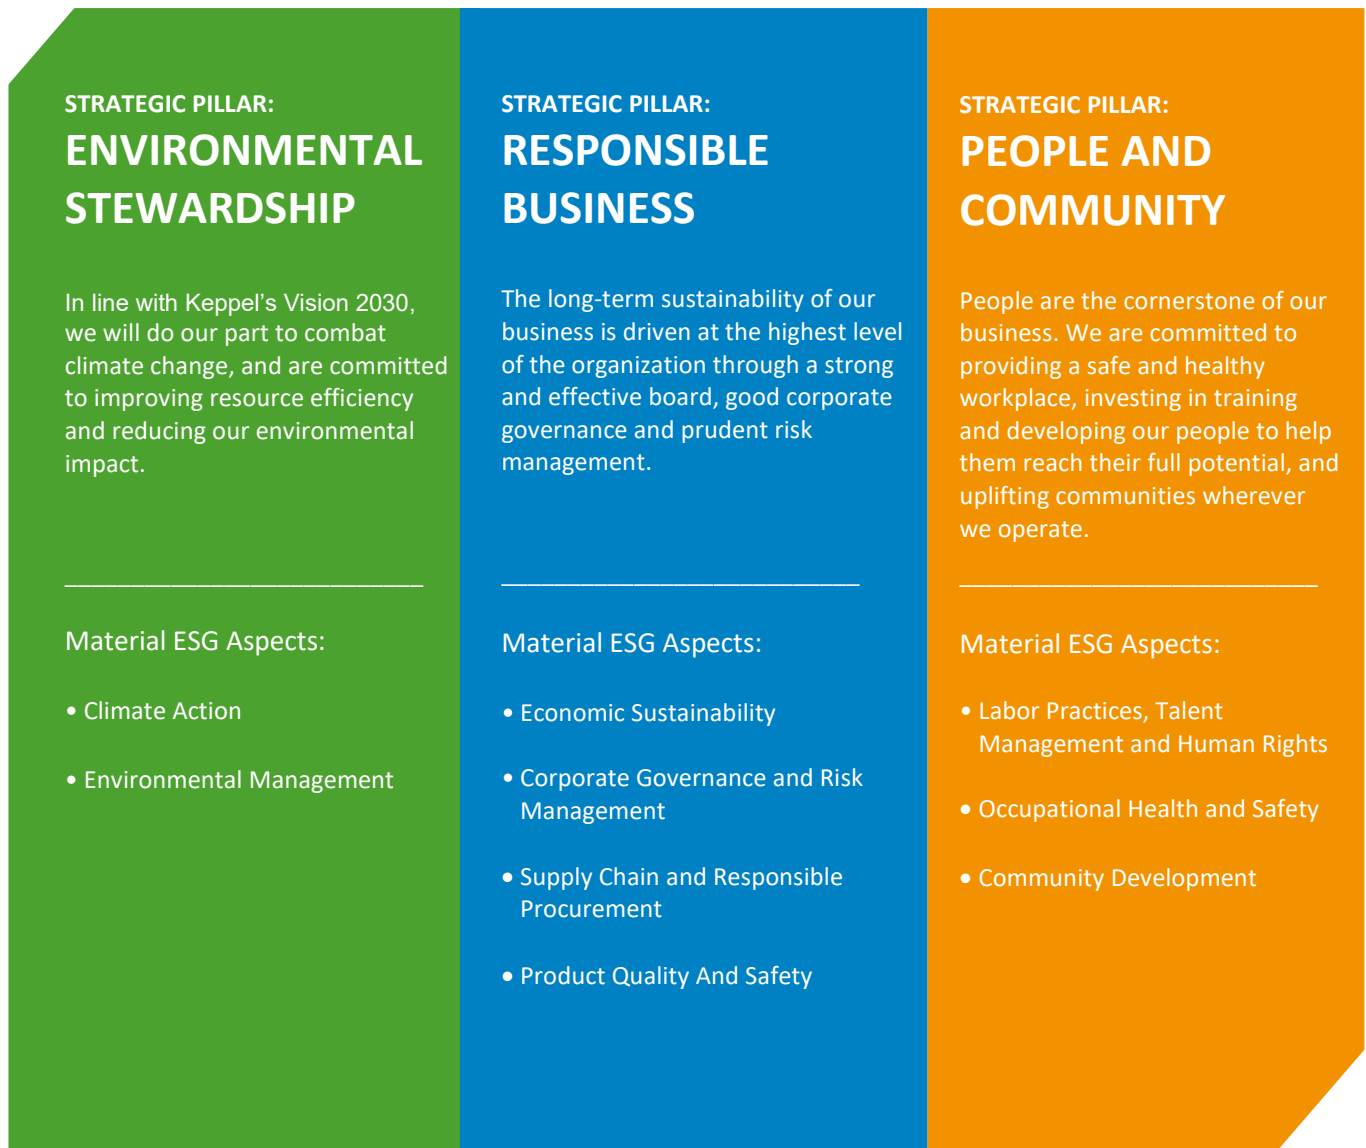 STRATEGIC PILLAR:
ENVIRONMENTAL
STEWARDSHIP
In line with Keppel’s Vision 2030,
we will do our part to combat
climate change, and are committed
to improving resource efficiency
and reducing our environmental
impact.
Material ESG Aspects:
• Climate Action
• Environmental Management
STRATEGIC PILLAR:
RESPONSIBLE
BUSINESS
The long-term sustainability of our
business is driven at the highest level
of the organization through a strong
and effective board, good corporate
governance and prudent risk
management.
Material ESG Aspects:
• Economic Sustainability
• Corporate Governance and Risk
Management
• Supply Chain and Responsible
Procurement
• Product Quality And Safety
STRATEGIC PILLAR:
PEOPLE AND
COMMUNITY
People are the cornerstone of our
business. We are committed to
providing a safe and healthy
workplace, investing in training
and developing our people to help
them reach their full potential, and
uplifting communities wherever
we operate.
Material ESG Aspects:
• Labor Practices, Talent
Management and Human Rights
• Occupational Health and Safety
• Community Development